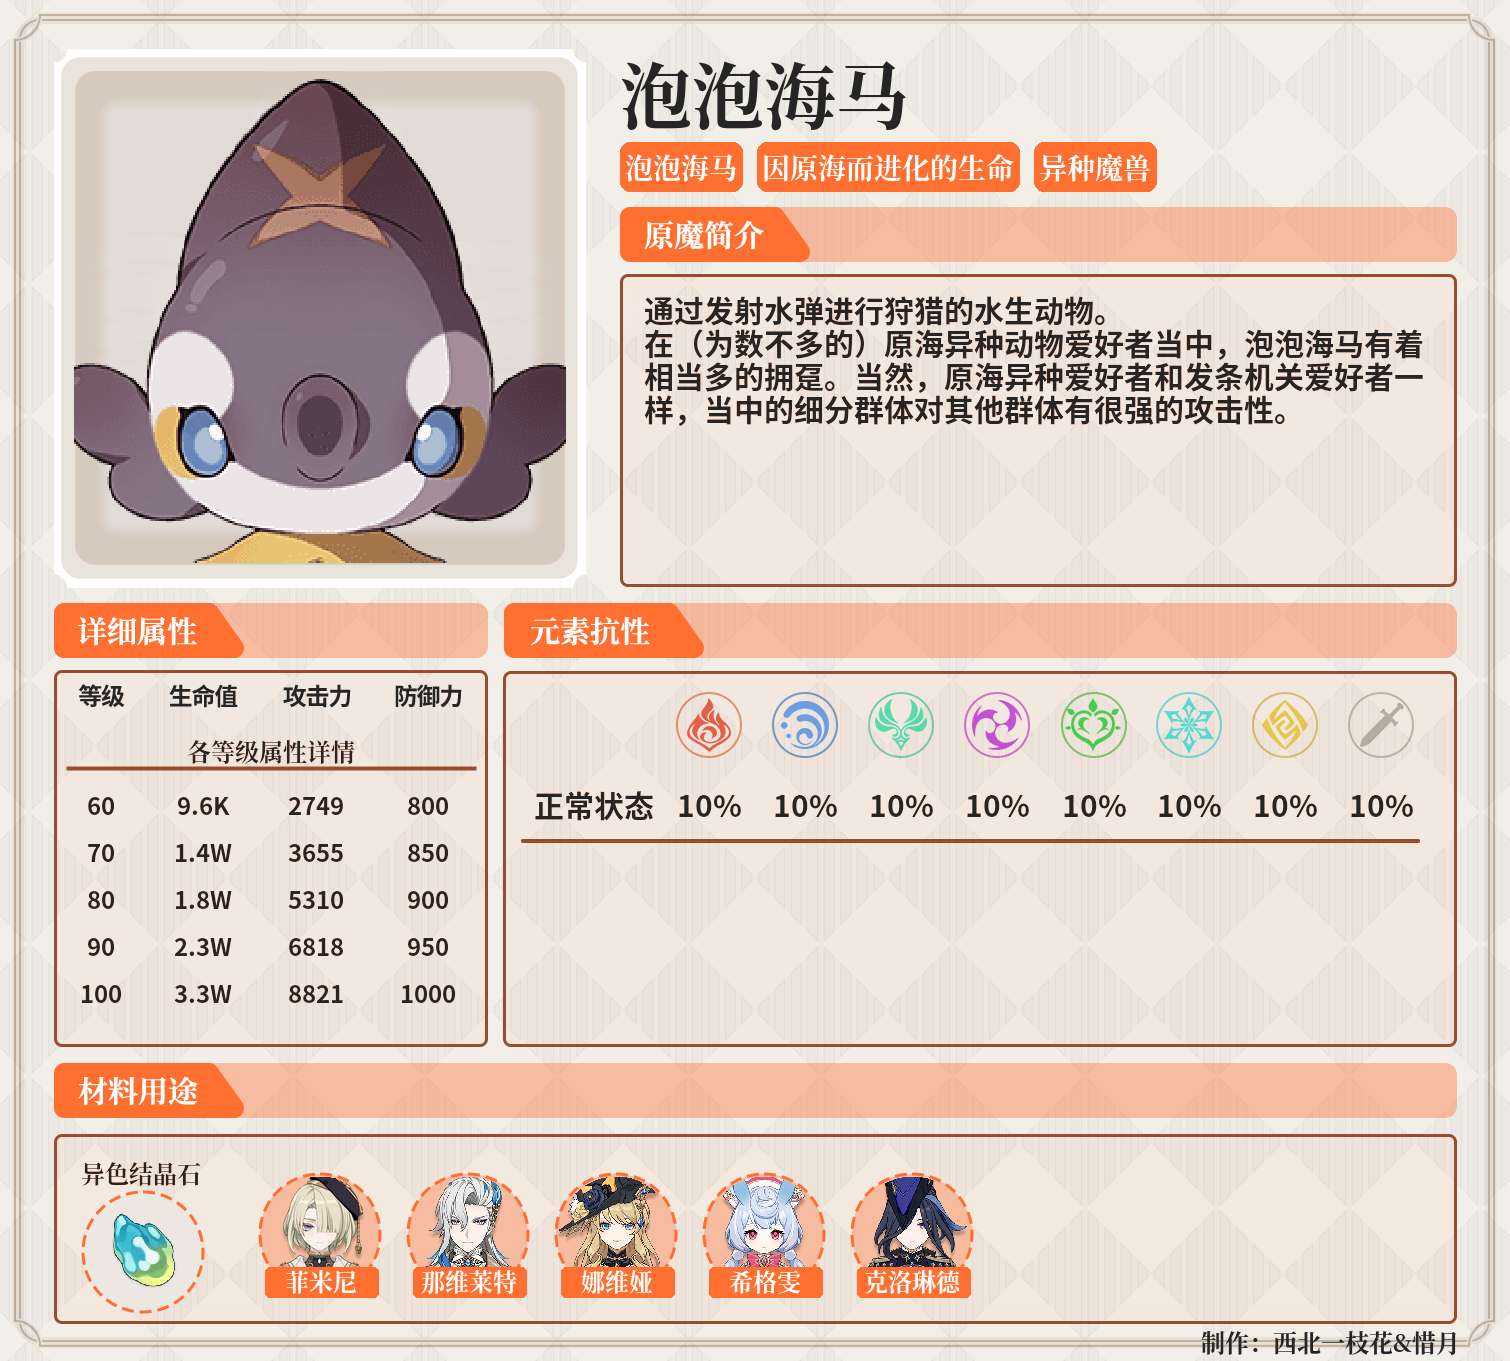 泡泡海马
泡泡海马 因原海而进化的生命 异种魔兽
原魔简介
通过发射水弹进行狩猎的水生动物。
在（为数不多的）原海异种动物爱好者当中，泡泡海马有着
相当多的拥趸。当然，原海异种爱好者和发条机关爱好者一
样，当中的细分群体对其他群体有很强的攻击性。
详细属性
等级 生命值 攻击力 防御力
各等级属性详情
60 9.6K 2749 800
70 1.4W 3655 850
80 1.8W 5310 900
90 2.3W 6818 950
100 3.3W 8821 1000
元素抗性
正常状态 10% 10% 10% 10% 10% 10% 10% 10%
材料用途
异色结晶石
菲米尼 那维莱特 娜维娅 希格雯 克洛琳德
制作：西北一枝花&惜月